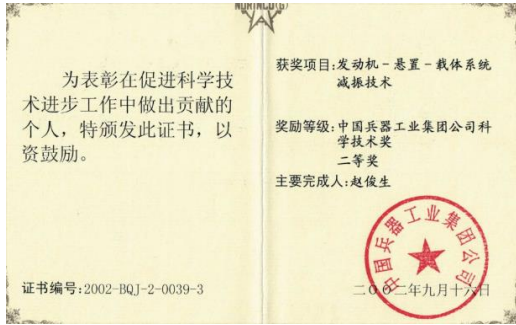 NORINCO(G)
为表彰在促进科学技
术进步工作中做出贡献的
个人，特颁发此证书，以
资鼓励。
证书编号:2002-BQJ-2-0039-3
获奖项目:发动机-悬置-载体系统
减振技术
奖励等级:中国兵器工业集团公司科
学技术奖
二等奖
主要完成人:赵俊生
中国兵器工业集团公司
二〇〇二年九月十六日